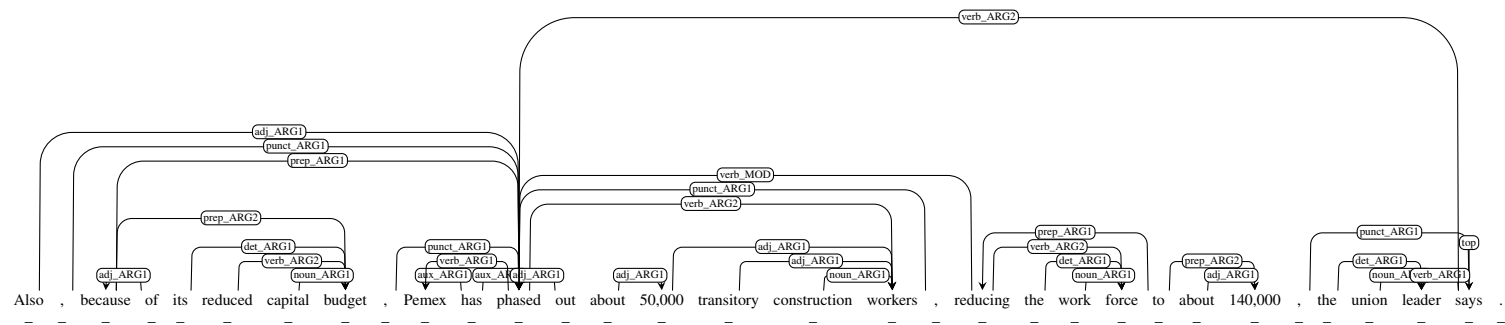 verb_ARG2
adj_ARG1
punct_ARG1
prep_ARG1
verb_MOD
punct_ARG1
verb_ARG2
prep_ARG2
prep_ARG1
punct_ARG1
det_ARG1 punct_ARG1 adj_ARG1 verb_ARG2 top
verb_ARG2 verb_ARG1 adj_ARG1 det_ARG1 prep_ARG2 det_ARG1
adj_ARG1 noun_ARG1 aux_ARG1 adj_ARG1 adj_ARG1 noun_ARG1 noun_ARG1 adj_ARG1 verb_ARG1
Also , because of its reduced capital budget , Pemex has phased out about 50,000 transitory construction workers , reducing the work force to about 140,000 , the union leader says .